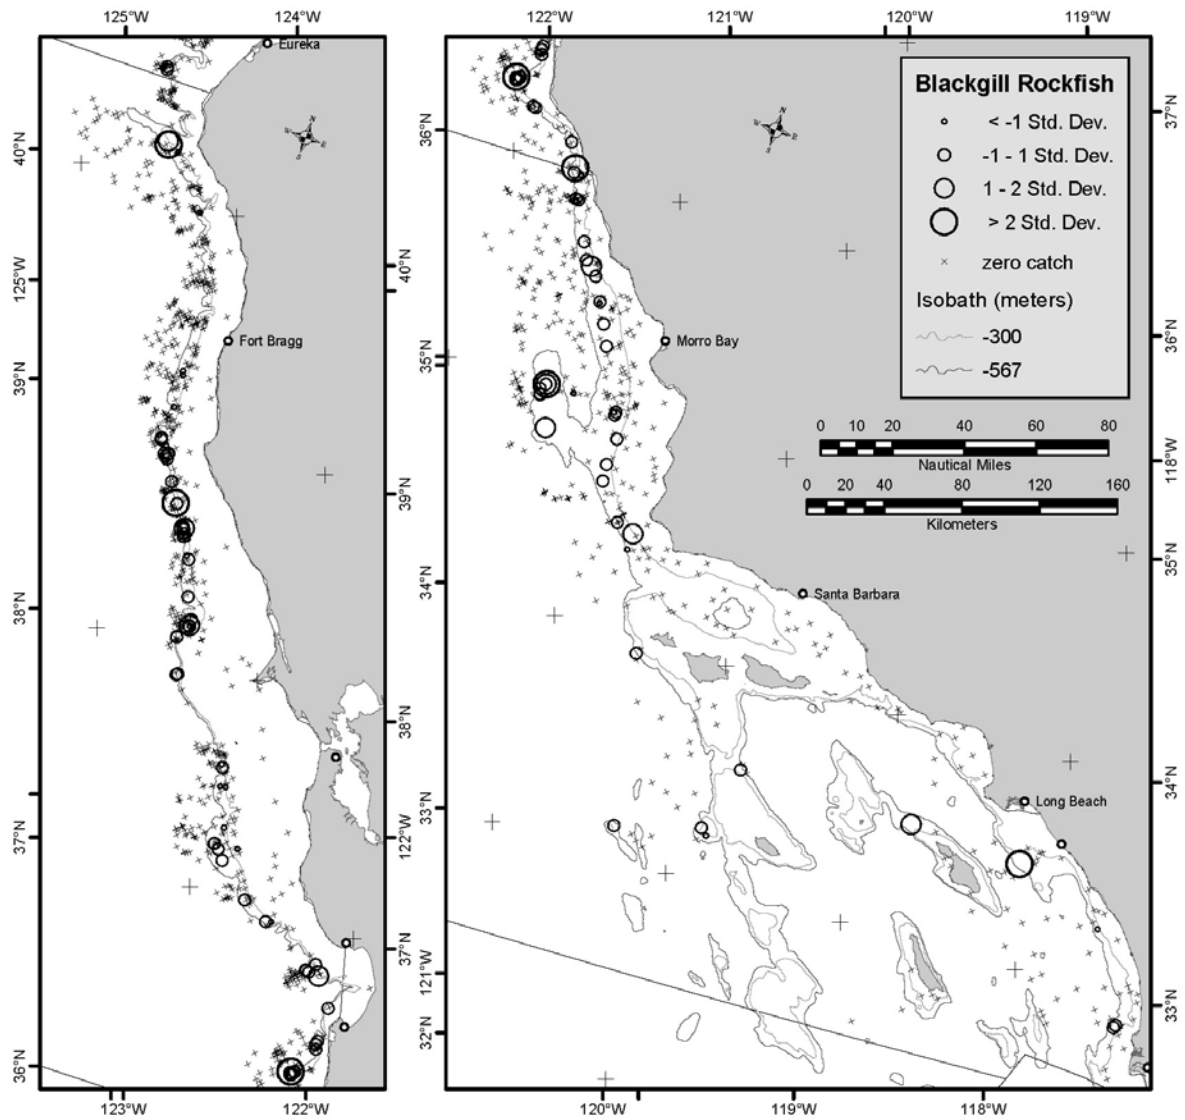 125°W
124°W
122°W
121°W
120°W
119°W
Eureka
40°N
125°W
39°N
38°N
37°N
36°N
Fort Bragg
40°N
39°N
38°N
122°W
37°N
123°W
122°W
36°N
35°N
34°N
33°N
121°W
32°N
Morro Bay
Santa Barbara
Long Beach
Blackgill Rockfish
< -1 Std. Dev.
-1 - 1 Std. Dev.
1 - 2 Std. Dev.
> 2 Std. Dev.
zero catch
Isobath (meters)
-300
-567
0 10 20 40 60 80
Nautical Miles
0 20 40 80 120 160
Kilometers
37°N
36°N
118°W
35°N
34°N
33°N
120°W
119°W
118°W